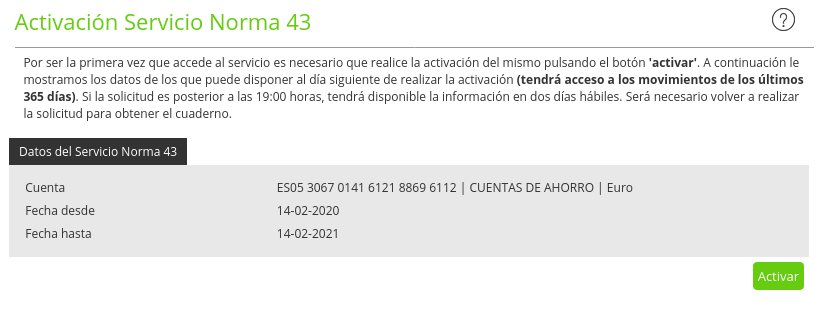 Activación Servicio Norma 43
?
Por ser la primera vez que accede al servicio es necesario que realice la activación del mismo pulsando el botón 'activar'. A continuación le
mostramos los datos de los que puede disponer al día siguiente de realizar la activación (tendrá acceso a los movimientos de los últimos
365 días). Si la solicitud es posterior a las 19:00 horas, tendrá disponible la información en dos días hábiles. Será necesario volver a realizar
la solicitud para obtener el cuaderno.
Datos del Servicio Norma 43
Cuenta ES05 3067 0141 6121 8869 6112 | CUENTAS DE AHORRO | Euro
Fecha desde 14-02-2020
Fecha hasta 14-02-2021
Activar